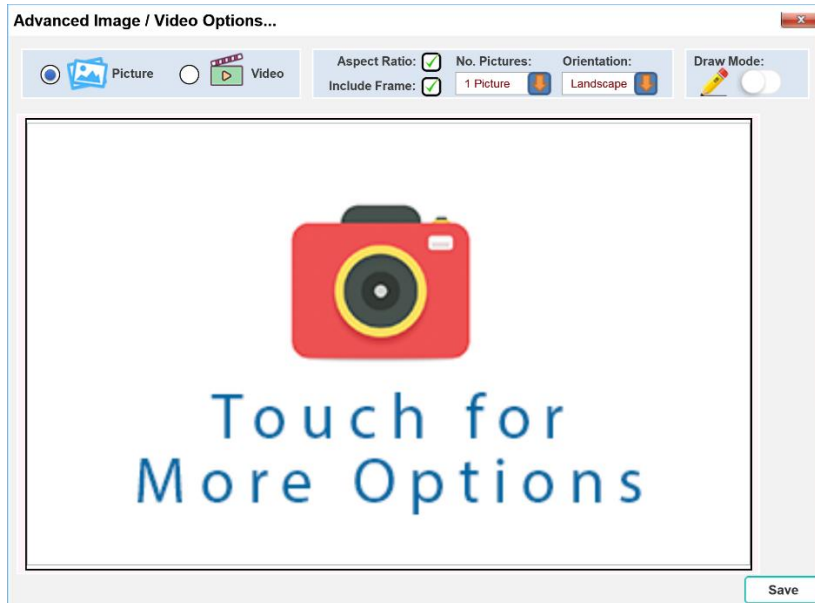 Advanced Image / Video Options...
x
Picture
Video
Aspect Ratio:
Include Frame:
No. Pictures:
1 Picture
Orientation:
Landscape
Draw Mode:
Touch for
More Options
Save